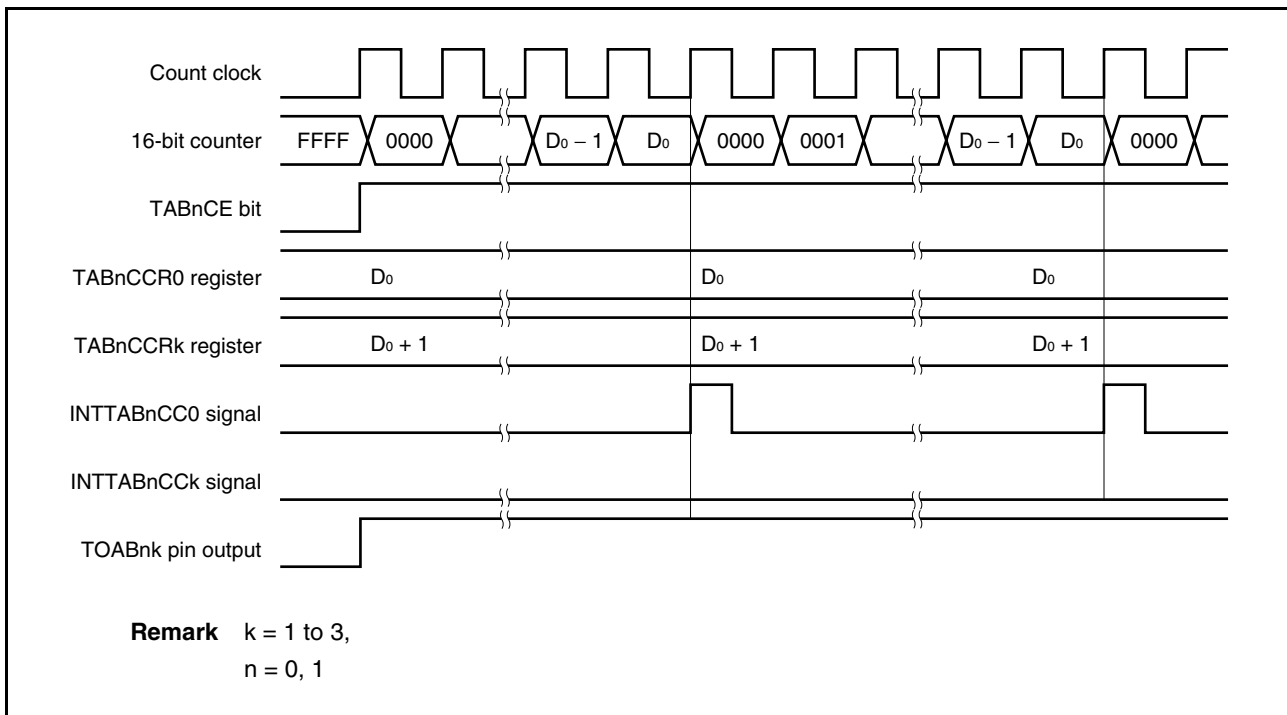 Count clock
16-bit counter FFFF 0000 D₀ − 1 D₀ 0000 0001 D₀ − 1 D₀ 0000
TABnCE bit
TABnCCR0 register D₀ D₀ D₀
TABnCCRk register D₀ + 1 D₀ + 1 D₀ + 1
INTTABnCC0 signal
INTTABnCCk signal
TOABnk pin output
Remark k = 1 to 3,
n = 0, 1